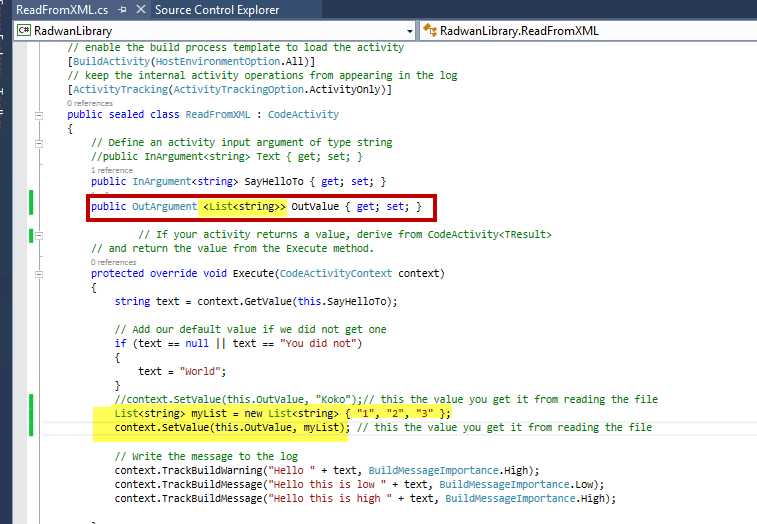 ReadFromXML.cs Source Control Explorer
RadwanLibrary RadwanLibrary.ReadFromXML
// enable the build process template to load the activity
[BuildActivity(HostEnvironmentOption.All)]
// keep the internal activity operations from appearing in the log
[ActivityTracking(ActivityTrackingOption.ActivityOnly)]
0 references
public sealed class ReadFromXML : CodeActivity
{
// Define an activity input argument of type string
//public InArgument<string> Text { get; set; }
1 reference
public InArgument<string> SayHelloTo { get; set; }
public OutArgument <List<string>> OutValue { get; set; }
// If your activity returns a value, derive from CodeActivity<TResult>
// and return the value from the Execute method.
0 references
protected override void Execute(CodeActivityContext context)
{
string text = context.GetValue(this.SayHelloTo);
// Add our default value if we did not get one
if (text == null || text == "You did not")
{
text = "World";
}
//context.SetValue(this.OutValue, "Koko");// this the value you get it from reading the file
List<string> myList = new List<string> { "1", "2", "3" };
context.SetValue(this.OutValue, myList); // this the value you get it from reading the file
// Write the message to the log
context.TrackBuildWarning("Hello " + text, BuildMessageImportance.High);
context.TrackBuildMessage("Hello this is low " + text, BuildMessageImportance.Low);
context.TrackBuildMessage("Hello this is high " + text, BuildMessageImportance.High);